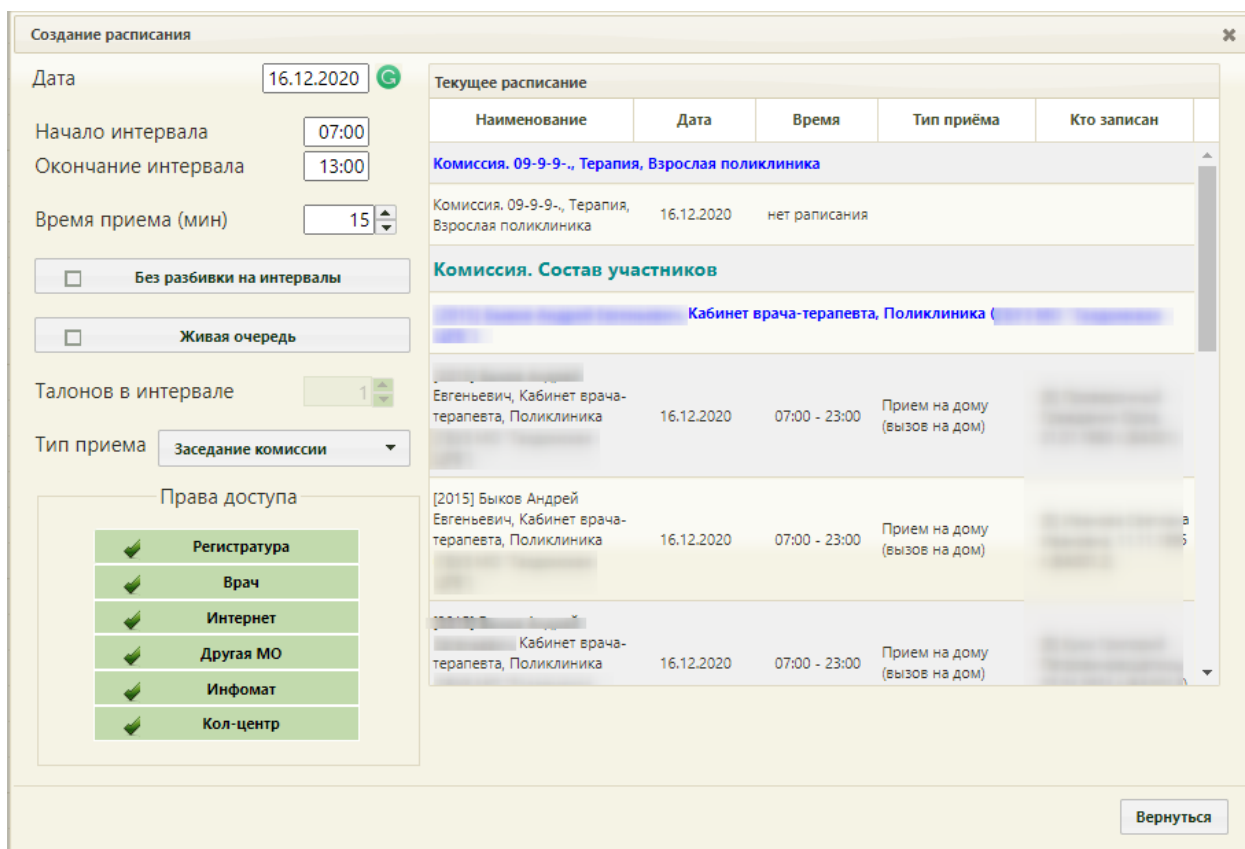 Создание расписания
Дата 16.12.2020
Начало интервала 07:00
Окончание интервала 13:00
Время приема (мин) 15
Без разбивки на интервалы
Живая очередь
Талонов в интервале 1
Тип приема Заседание комиссии
Права доступа
Регистратура
Врач
Интернет
Другая МО
Инфомат
Кол-центр
Текущее расписание
Наименование Дата Время Тип приёма Кто записан
Комиссия. 09-9-9-., Терапия, Взрослая поликлиника
Комиссия. 09-9-9-., Терапия,
Взрослая поликлиника
16.12.2020 нет раписания
Комиссия. Состав участников
Кабинет врача-терапевта, Поликлиника (
Евгеньевич, Кабинет врача-
терапевта, Поликлиника
16.12.2020 07:00 - 23:00
Прием на дому
(вызов на дом)
[2015] Быков Андрей
Евгеньевич, Кабинет врача-
терапевта, Поликлиника
16.12.2020 07:00 - 23:00
Прием на дому
(вызов на дом)
Кабинет врача-
терапевта, Поликлиника
16.12.2020 07:00 - 23:00
Прием на дому
(вызов на дом)
Вернуться